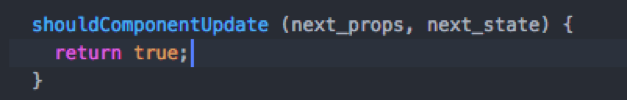 shouldComponentUpdate (next_props, next_state) {
return true;
}